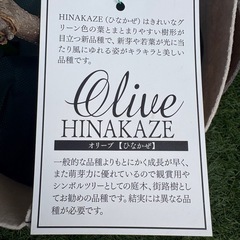 HINAKAZE（ひなかぜ）はきれいなグ
リーン色の葉とまとまりやすい樹形が
目立つ新品種で、新芽や若葉が光に当
たり風にゆれる姿がキラキラと美しい
品種です。
Olive
HINAKAZE
オリーブ【ひなかぜ】
一般的な品種よりもとにかく成長が早く、
また萌芽力に優れているので観賞用や
シンボルツリーとしての庭木、街路樹とし
てお勧めの品種です。結実には異なる品
種が必要です。